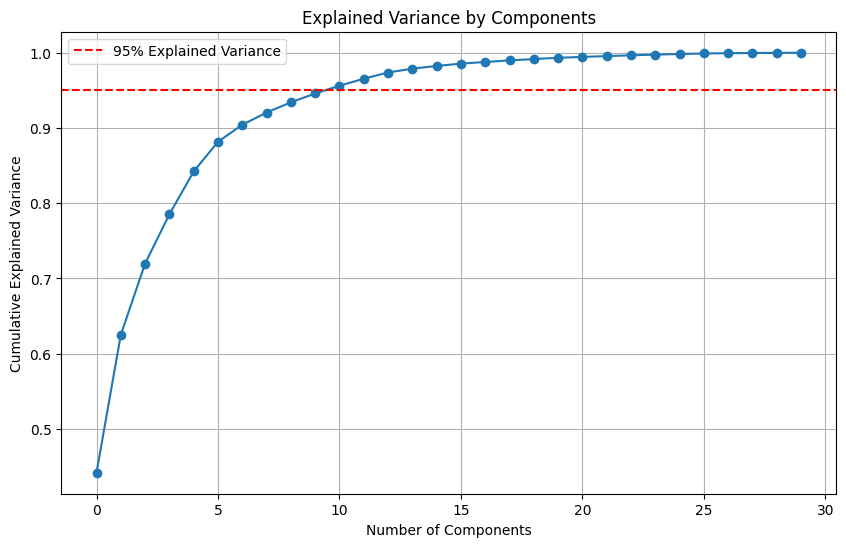 Explained Variance by Components
95% Explained Variance
Cumulative Explained Variance
1.0
0.9
0.8
0.7
0.6
0.5
0 5 10 15 20 25 30
Number of Components